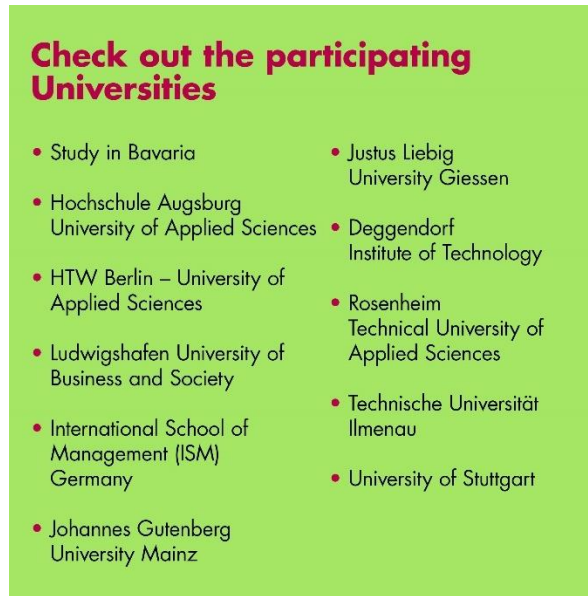 Check out the participating
Universities
• Study in Bavaria
• Hochschule Augsburg
University of Applied Sciences
• HTW Berlin – University of
Applied Sciences
• Ludwigshafen University of
Business and Society
• International School of
Management (ISM)
Germany
• Johannes Gutenberg
University Mainz
• Justus Liebig
University Giessen
• Deggendorf
Institute of Technology
• Rosenheim
Technical University of
Applied Sciences
• Technische Universität
Ilmenau
• University of Stuttgart